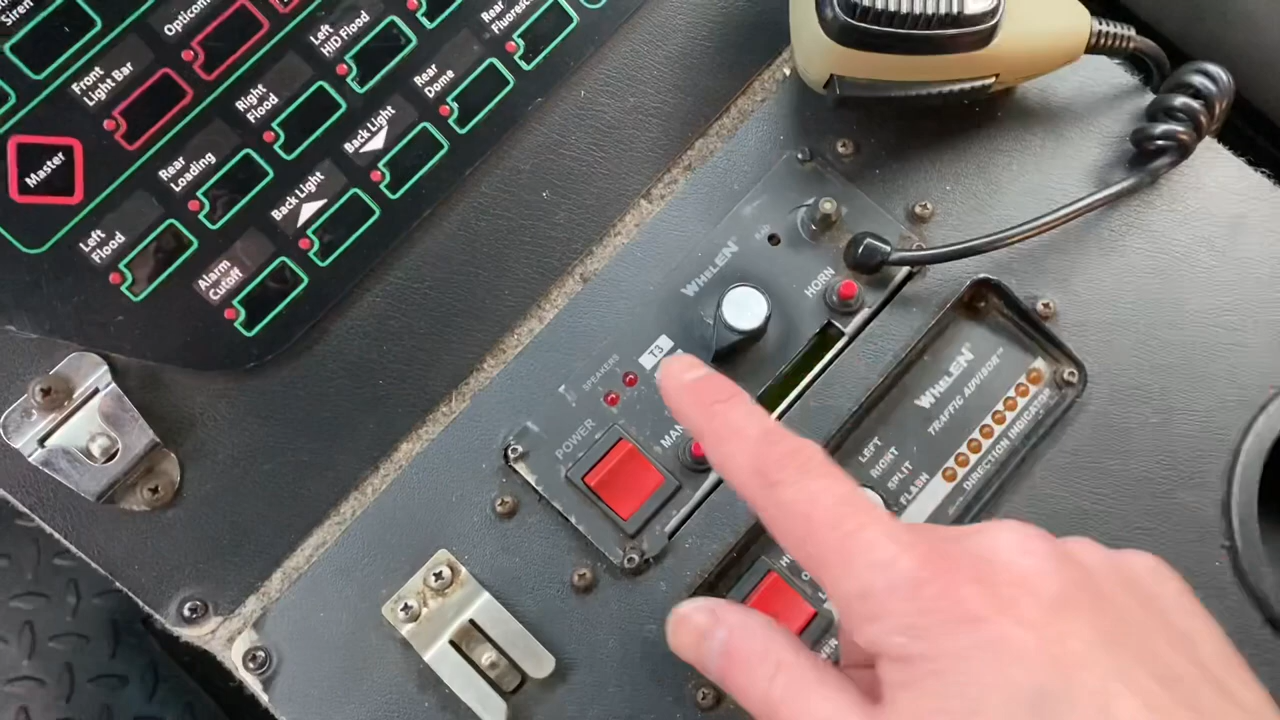 Siren
Opticom
Left
HID Flood
Rear
Front
Light Bar
Right
Flood
Rear
Dome
Master
Rear
Loading
Back Light
Left
Flood
Back Light
Alarm
Cutoff
WHELEN
RAD
HORN
T3
SPEAKERS
POWER
MAN
WHELEN®
TRAFFIC ADVISOR™
LEFT
RIGHT
SPLIT
FLASH
DIRECTION INDICATOR